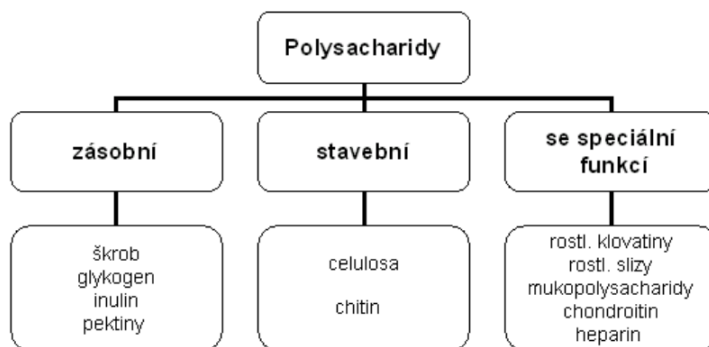 Polysacharidy
zásobní
stavební
se speciální
funkcí
škrob
glykogen
inulin
pektiny
celulosa
chitin
rostl. klovatiny
rostl. slizy
mukopolysacharidy
chondroitin
heparin